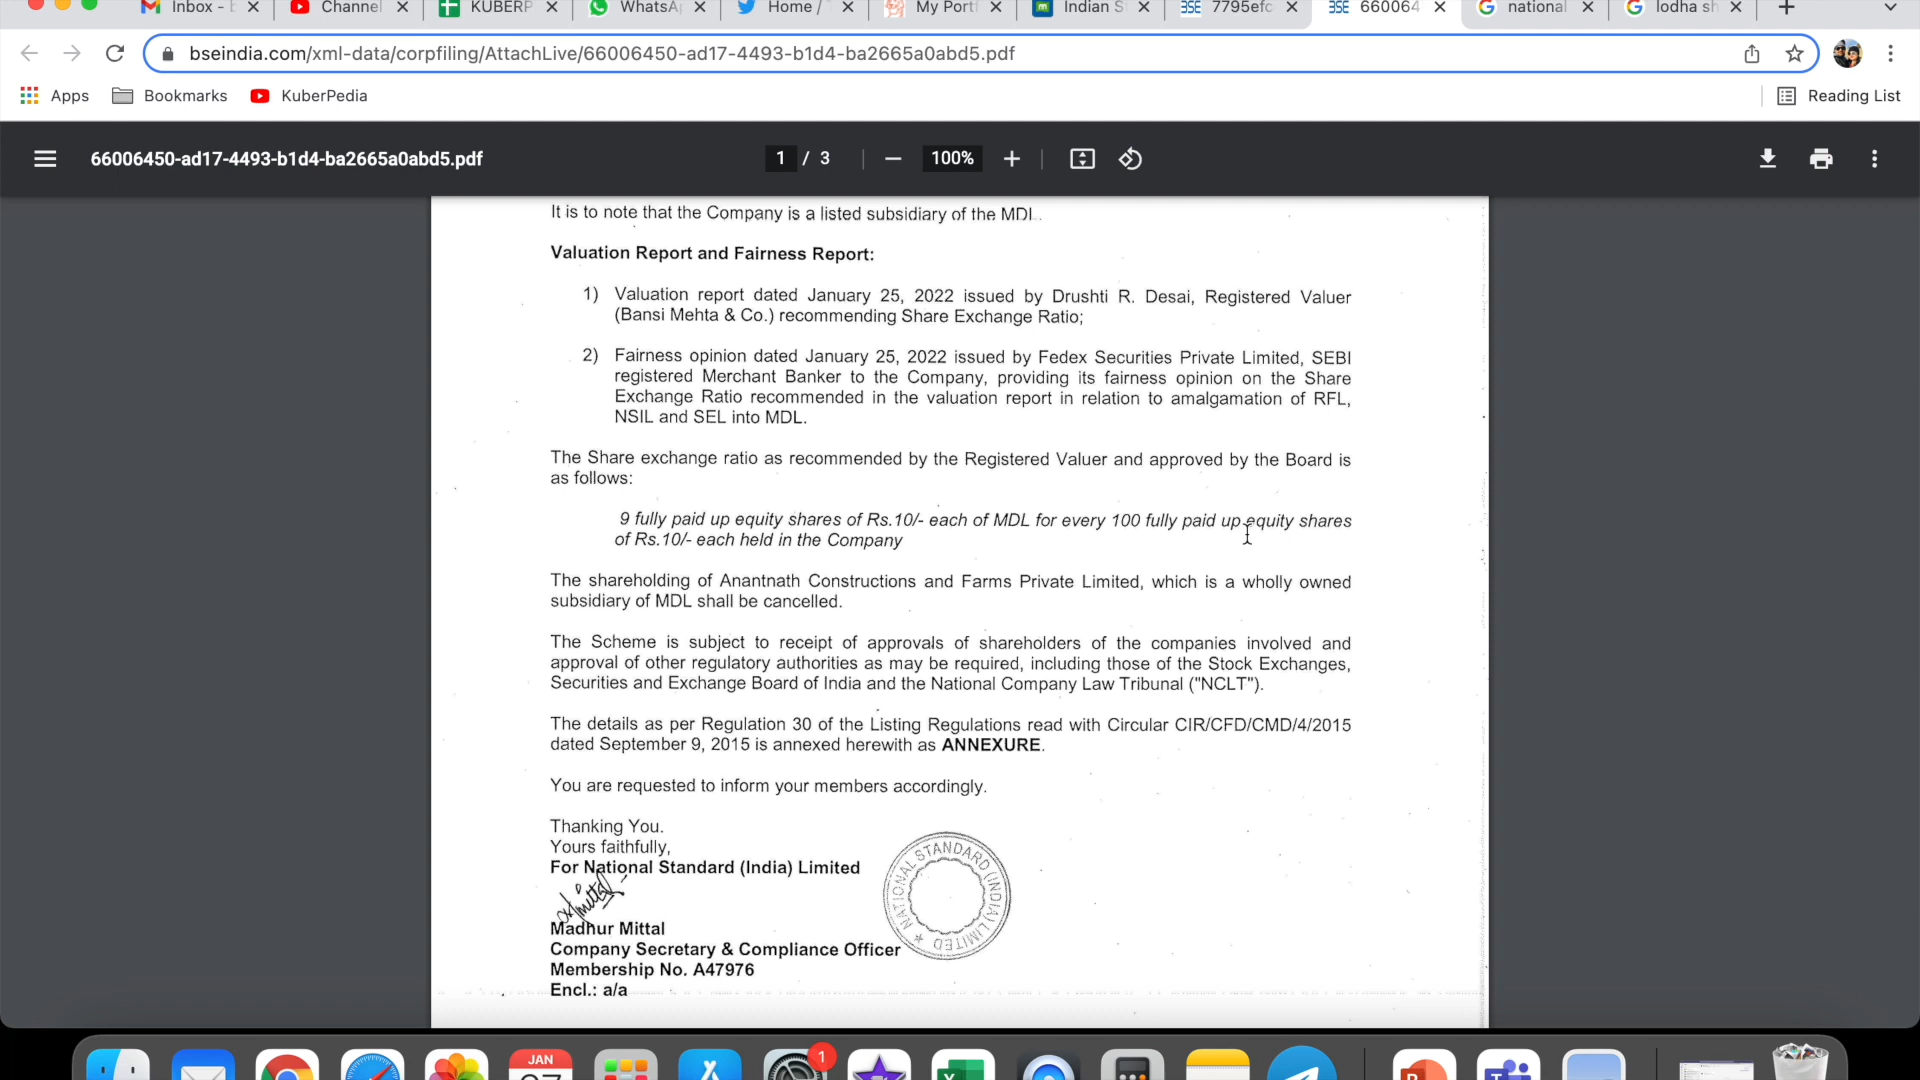 Inbox -
Channel
KUBERP
WhatsA
Home /
My Port
Indian S
7795efc
660064
national
lodha sh
bseindia.com/xml-data/corpfiling/AttachLive/66006450-ad17-4493-b1d4-ba2665a0abd5.pdf
Apps
Bookmarks
KuberPedia
Reading List
66006450-ad17-4493-b1d4-ba2665a0abd5.pdf
1 / 3
100%
It is to note that the Company is a listed subsidiary of the MDL.
Valuation Report and Fairness Report:
1) Valuation report dated January 25, 2022 issued by Drushti R. Desai, Registered Valuer
(Bansi Mehta & Co.) recommending Share Exchange Ratio;
2) Fairness opinion dated January 25, 2022 issued by Fedex Securities Private Limited, SEBI
registered Merchant Banker to the Company, providing its fairness opinion on the Share
Exchange Ratio recommended in the valuation report in relation to amalgamation of RFL,
NSIL and SEL into MDL.
The Share exchange ratio as recommended by the Registered Valuer and approved by the Board is
as follows:
9 fully paid up equity shares of Rs.10/- each of MDL for every 100 fully paid up equity shares
of Rs.10/- each held in the Company
The shareholding of Anantnath Constructions and Farms Private Limited, which is a wholly owned
subsidiary of MDL shall be cancelled.
The Scheme is subject to receipt of approvals of shareholders of the companies involved and
approval of other regulatory authorities as may be required, including those of the Stock Exchanges,
Securities and Exchange Board of India and the National Company Law Tribunal ("NCLT").
The details as per Regulation 30 of the Listing Regulations read with Circular CIR/CFD/CMD/4/2015
dated September 9, 2015 is annexed herewith as ANNEXURE.
You are requested to inform your members accordingly.
Thanking You.
Yours faithfully,
For National Standard (India) Limited
NATIONAL STANDARD (INDIA) LIMITED
Madhur Mittal
Company Secretary & Compliance Officer
Membership No. A47976
Encl.: a/a
JAN
1